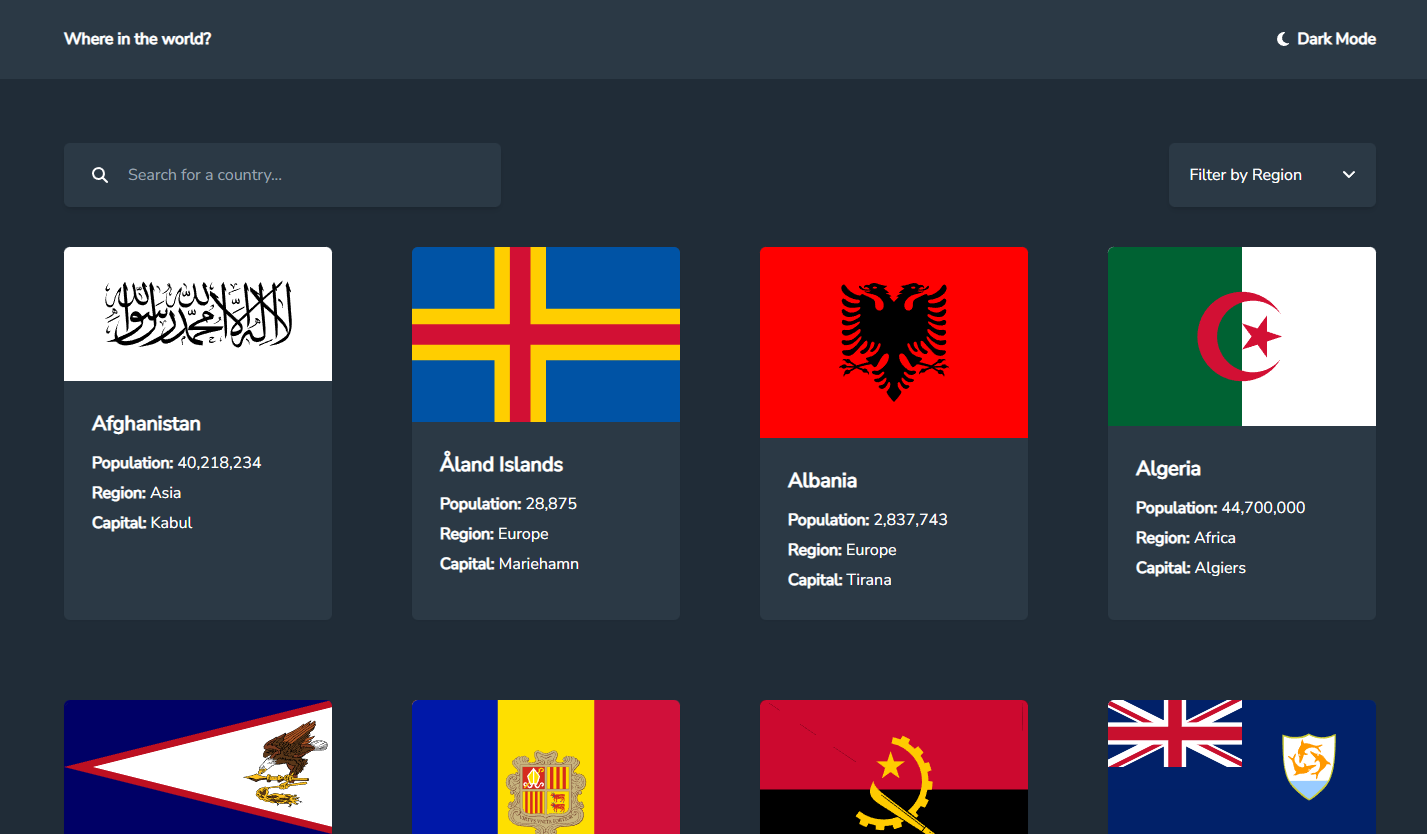 Where in the world?
Dark Mode
Search for a country...
Filter by Region
لا إله إلا الله محمد رسول الله
Afghanistan
Population: 40,218,234
Region: Asia
Capital: Kabul
Åland Islands
Population: 28,875
Region: Europe
Capital: Mariehamn
Albania
Population: 2,837,743
Region: Europe
Capital: Tirana
Algeria
Population: 44,700,000
Region: Africa
Capital: Algiers